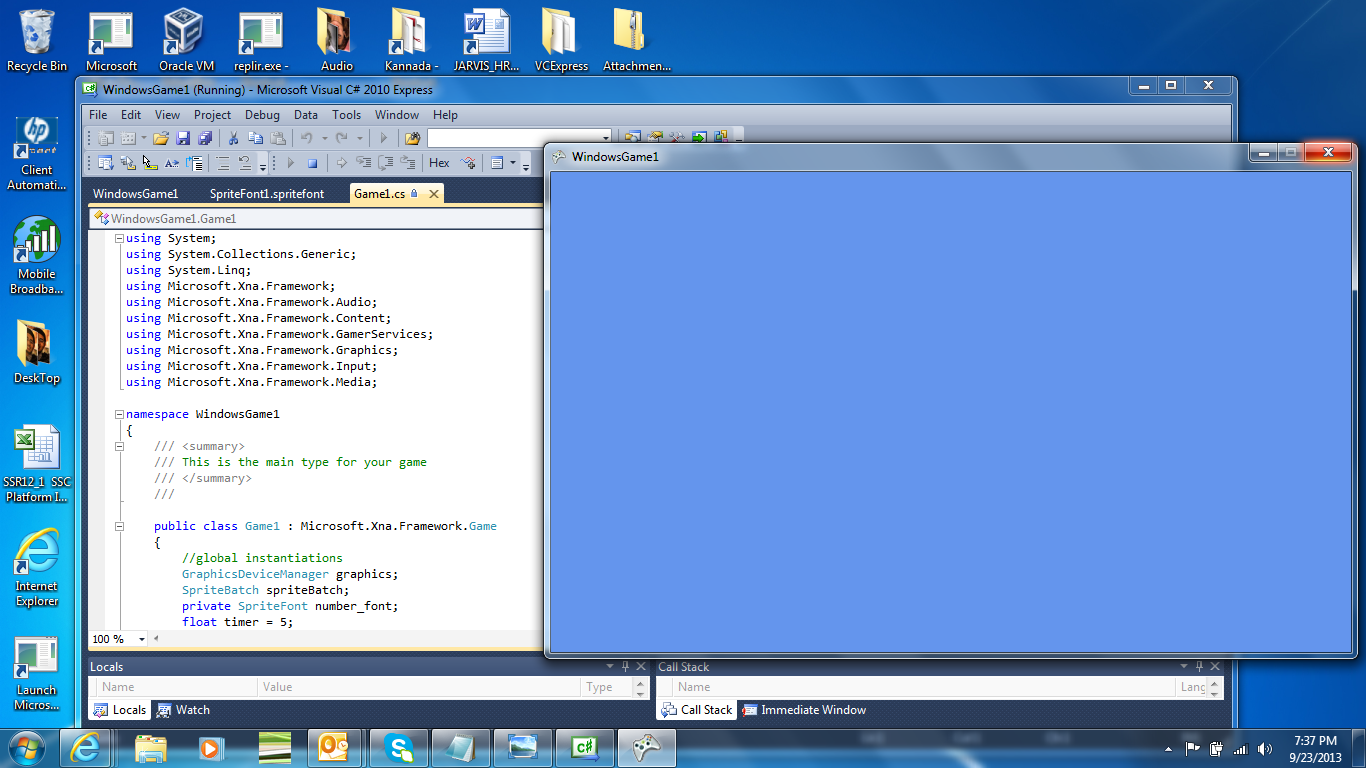 Recycle Bin
Microsoft
Oracle VM
replir.exe -
Audio
Kannada -
JARVIS_HR...
VCExpress
Attachmen...
Client
Automati...
Mobile
Broadba...
DeskTop
SSR12_1 SSC
Platform I...
Internet
Explorer
Launch
Micros...
WindowsGame1 (Running) - Microsoft Visual C# 2010 Express
File Edit View Project Debug Data Tools Window Help
Hex
WindowsGame1 SpriteFont1.spritefont Game1.cs
WindowsGame1.Game1
using System;
using System.Collections.Generic;
using System.Linq;
using Microsoft.Xna.Framework;
using Microsoft.Xna.Framework.Audio;
using Microsoft.Xna.Framework.Content;
using Microsoft.Xna.Framework.GamerServices;
using Microsoft.Xna.Framework.Graphics;
using Microsoft.Xna.Framework.Input;
using Microsoft.Xna.Framework.Media;
namespace WindowsGame1
{
/// <summary>
/// This is the main type for your game
/// </summary>
///
public class Game1 : Microsoft.Xna.Framework.Game
{
//global instantiations
GraphicsDeviceManager graphics;
SpriteBatch spriteBatch;
private SpriteFont number_font;
float timer = 5;
100 %
WindowsGame1
Locals
Name Value Type
Locals Watch
Call Stack
Name Lang
Call Stack Immediate Window
7:37 PM
9/23/2013